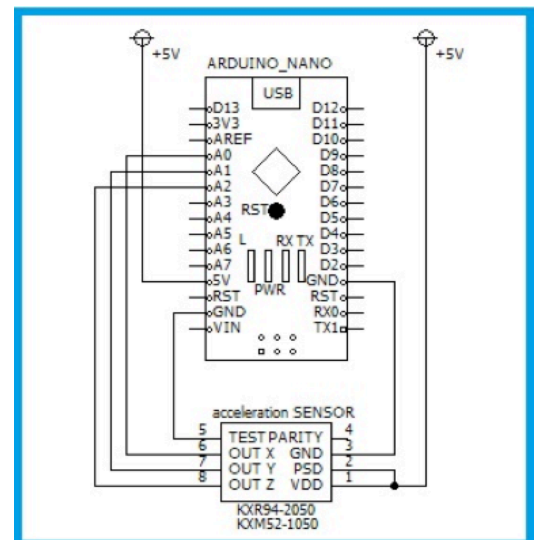 +5V
+5V
ARDUINO_NANO
USB
D13 D12
3V3 D11
AREF D10
A0 D9
A1 D8
A2 D7
A3 D6
A4 D5
A5 D4
A6 D3
A7 D2
5V GND
RST RST
GND RX0
VIN TX1
RST
L RX TX
PWR
acceleration SENSOR
5 TEST PARITY 4
6 OUT X GND 3
7 OUT Y PSD 2
8 OUT Z VDD 1
KXR94-2050
KXM52-1050